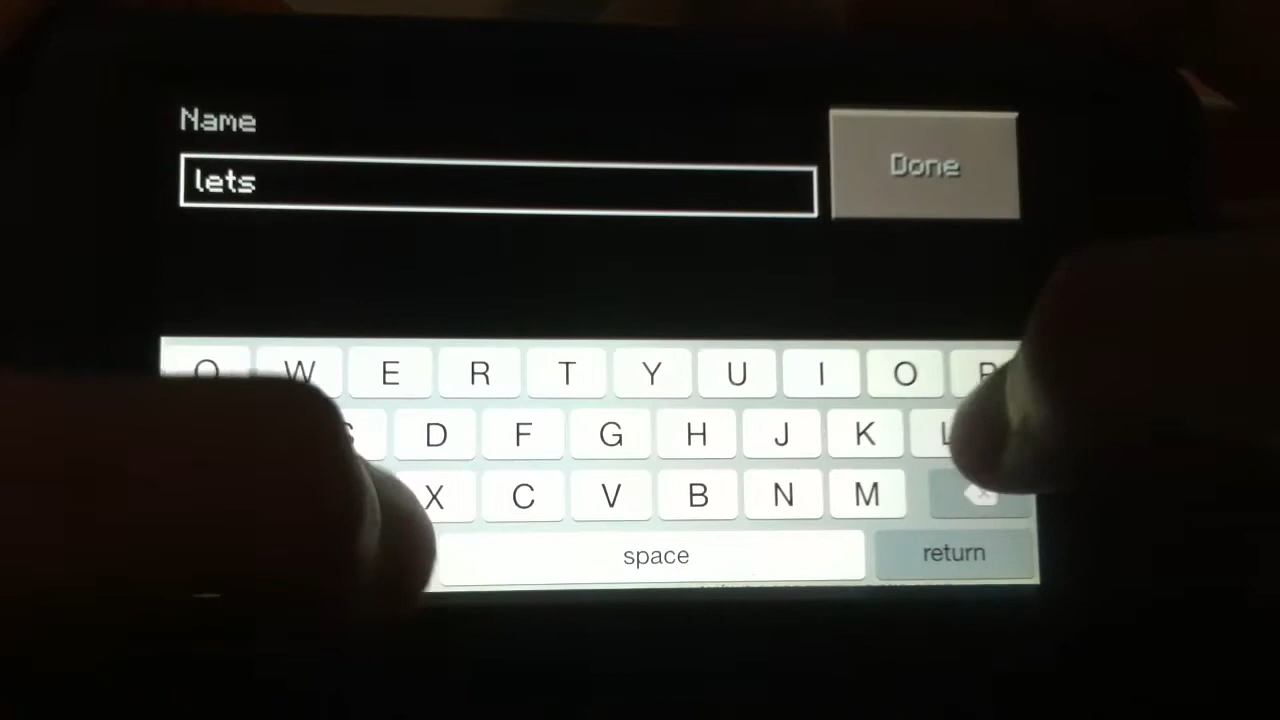 Name
lets
Done
Q W E R T Y U I O P
S D F G H J K L
X C V B N M
space
return